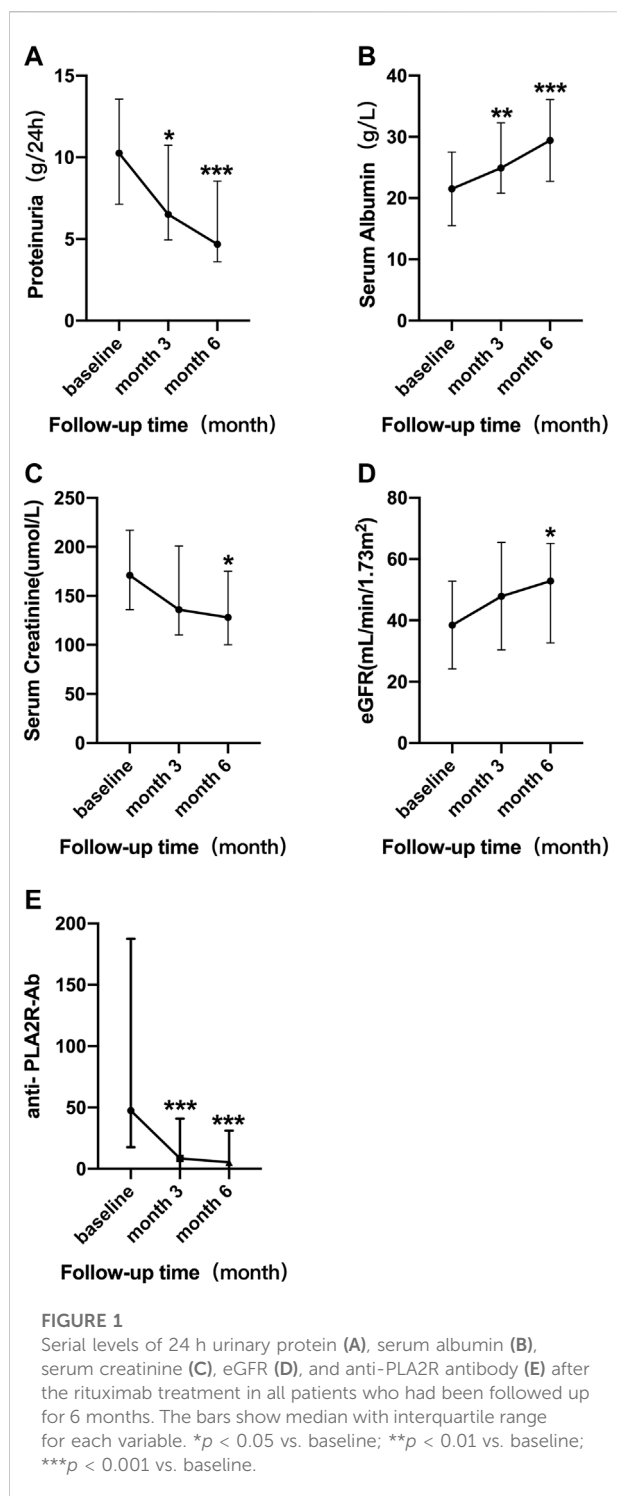 A
15
10
5
0
Proteinuria (g/24h)
*
***
baseline
month 3
month 6
Follow-up time (month)
B
40
30
20
10
0
Serum Albumin (g/L)
**
***
baseline
month 3
month 6
Follow-up time (month)
C
250
200
150
100
50
0
Serum Creatinine(umol/L)
*
baseline
month 3
month 6
Follow-up time (month)
D
80
60
40
20
0
eGFR(mL/min/1.73m²)
*
baseline
month 3
month 6
Follow-up time (month)
E
200
150
100
50
0
anti- PLA2R-Ab
***
***
baseline
month 3
month 6
Follow-up time (month)
FIGURE 1
Serial levels of 24 h urinary protein (A), serum albumin (B),
serum creatinine (C), eGFR (D), and anti-PLA2R antibody (E) after
the rituximab treatment in all patients who had been followed up
for 6 months. The bars show median with interquartile range
for each variable. *p < 0.05 vs. baseline; **p < 0.01 vs. baseline;
***p < 0.001 vs. baseline.